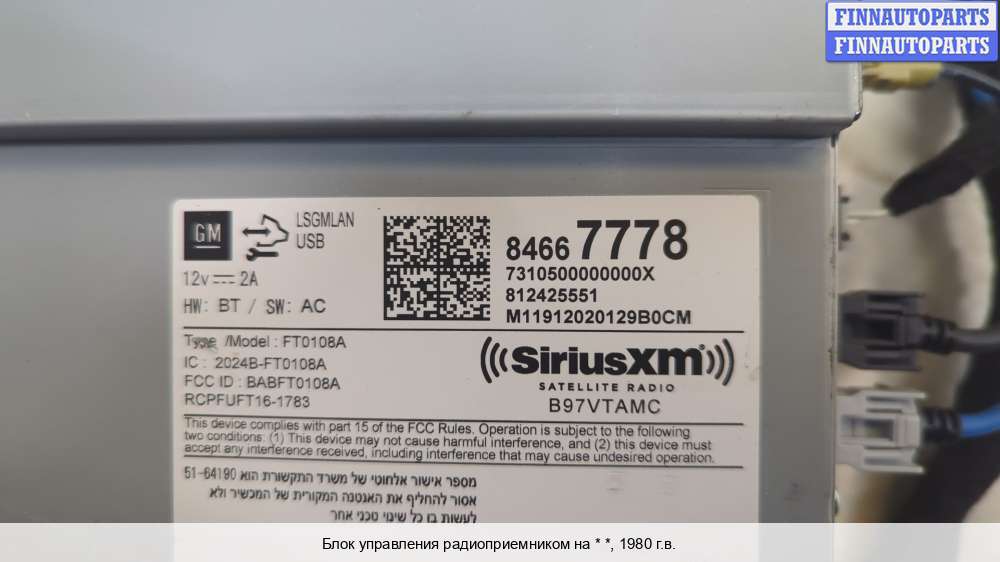 FINNAUTOPARTS
FINNAUTOPARTS
GM
LSGMLAN
USB
12v 2A
HW: BT / SW: AC
8466 7778
7310500000000X
812425551
M11912020129B0CM
Type /Model : FT0108A
IC : 2024B-FT0108A
FCC ID : BABFT0108A
RCPFUFT16-1783
((( SiriusXM )))
SATELLITE RADIO
B97VTAMC
This device complies with part 15 of the FCC Rules. Operation is subject to the following
two conditions: (1) This device may not cause harmful interference, and (2) this device must
accept any interference received, including interference that may cause undesired operation.
מספר אישור אלחוטי של משרד התקשורת הוא 51-64190
אסור להחליף את האנטנה המקורית של המכשיר ולא
לעשות בו כל שינוי טכני אחר
Блок управления радиоприемником на * *, 1980 г.в.